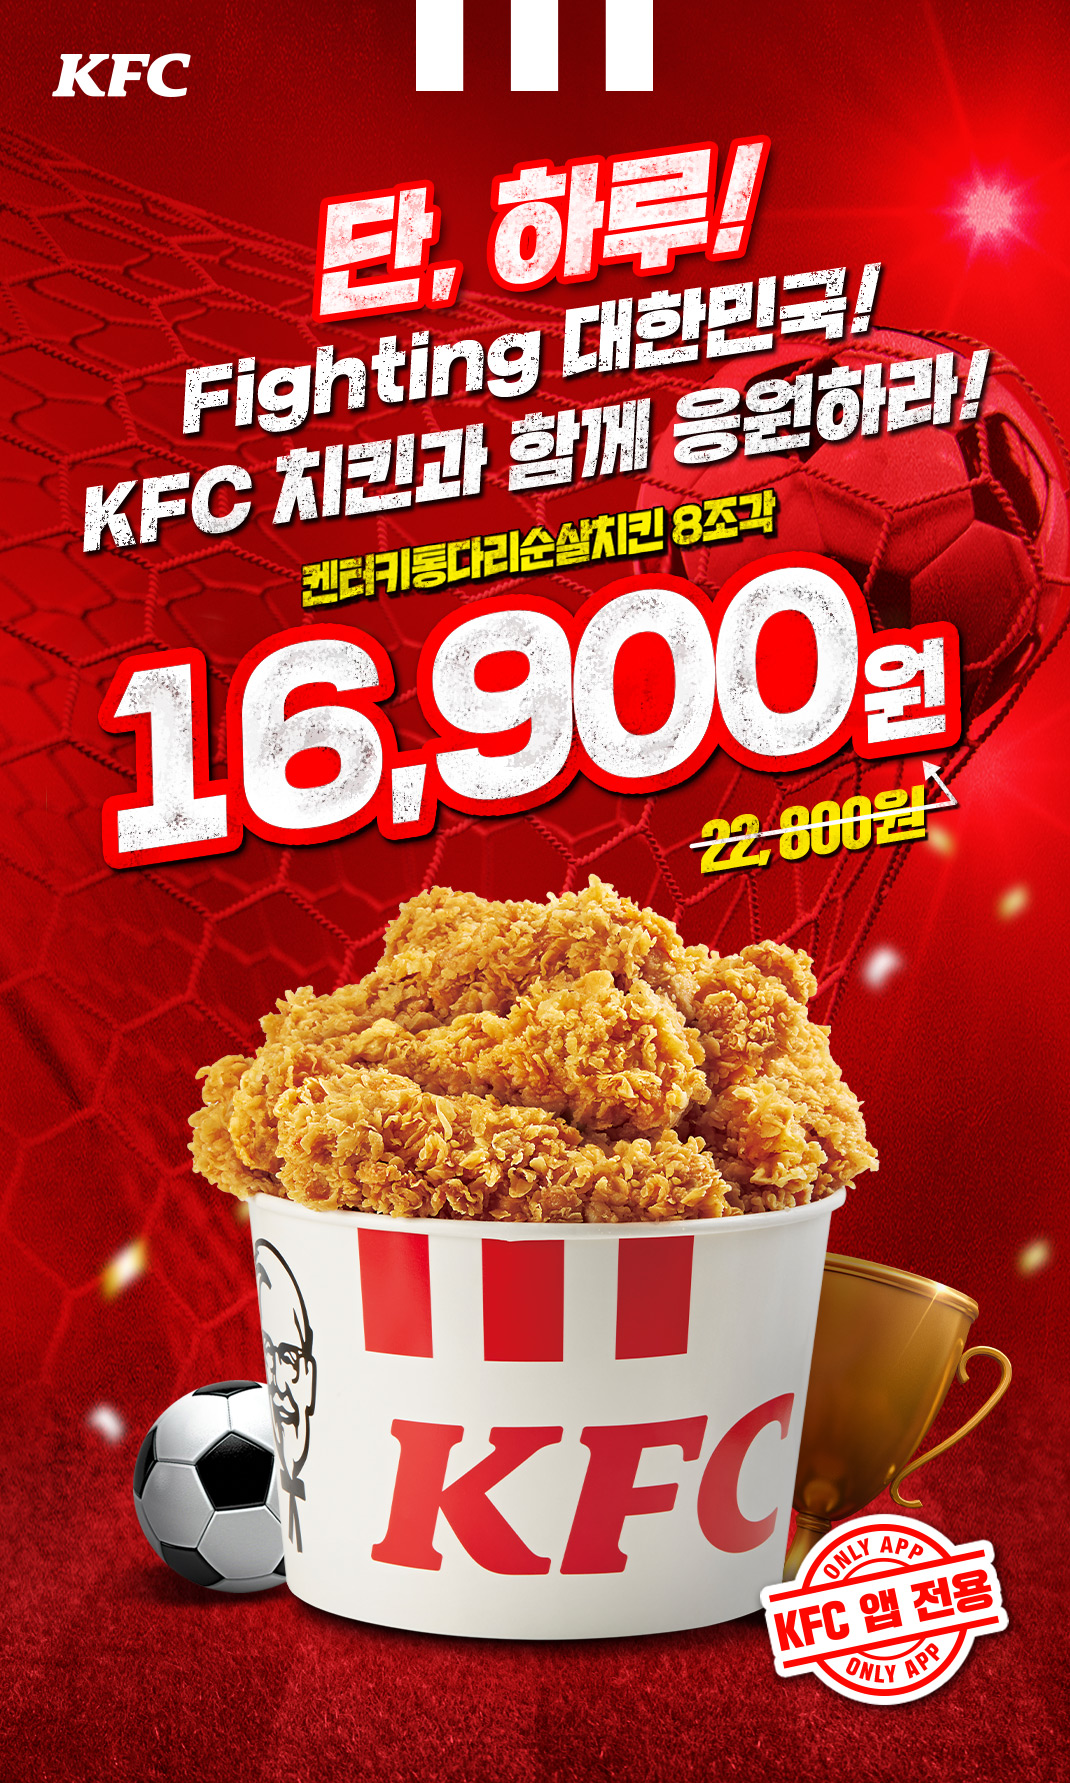 KFC
단, 하루!
Fighting 대한민국!
KFC 치킨과 함께 응원하라!
켄터키통다리순살치킨 8조각
16,900원
22,800원
KFC
ONLY APP
KFC 앱 전용
ONLY APP